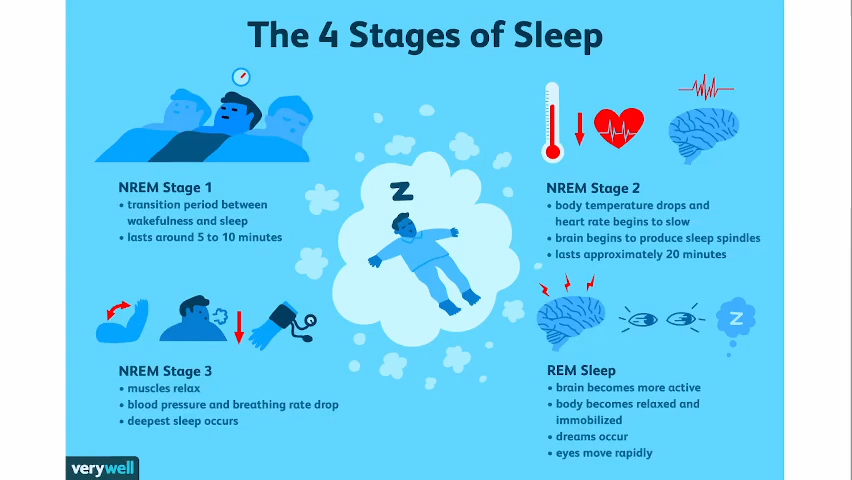 The 4 Stages of Sleep
NREM Stage 1
• transition period between
wakefulness and sleep
• lasts around 5 to 10 minutes
NREM Stage 2
• body temperature drops and
heart rate begins to slow
• brain begins to produce sleep spindles
• lasts approximately 20 minutes
Z
NREM Stage 3
• muscles relax
• blood pressure and breathing rate drop
• deepest sleep occurs
Z
REM Sleep
• brain becomes more active
• body becomes relaxed and
immobilized
• dreams occur
• eyes move rapidly
verywell